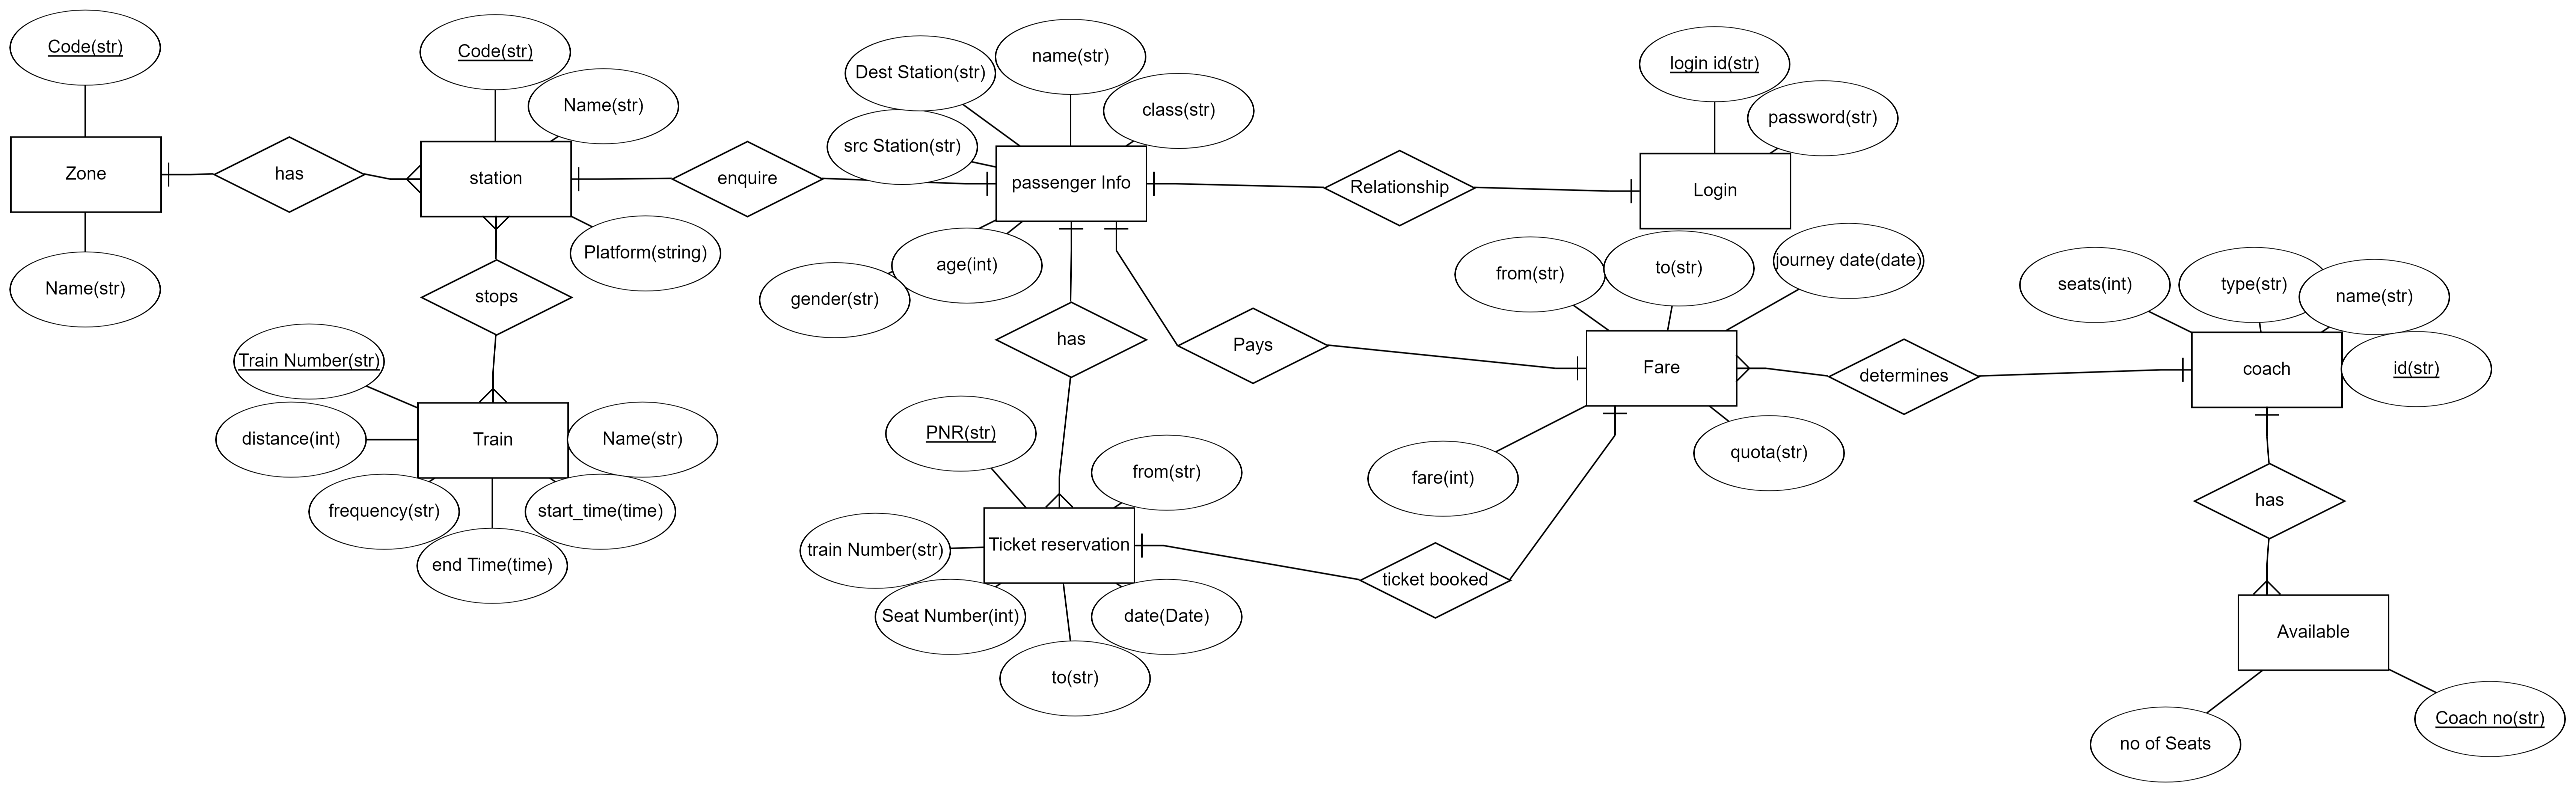 Code(str)
Zone
Name(str)
has
Code(str)
Name(str)
station
Platform(string)
stops
Train Number(str)
distance(int)
Train
Name(str)
frequency(str)
start_time(time)
end Time(time)
enquire
Dest Station(str)
name(str)
class(str)
src Station(str)
passenger Info
age(int)
gender(str)
has
PNR(str)
from(str)
train Number(str)
Ticket reservation
Seat Number(int)
date(Date)
to(str)
Relationship
login id(str)
password(str)
Login
Pays
from(str)
to(str)
journey date(date)
Fare
fare(int)
quota(str)
ticket booked
determines
seats(int)
type(str)
name(str)
coach
id(str)
has
Available
no of Seats
Coach no(str)